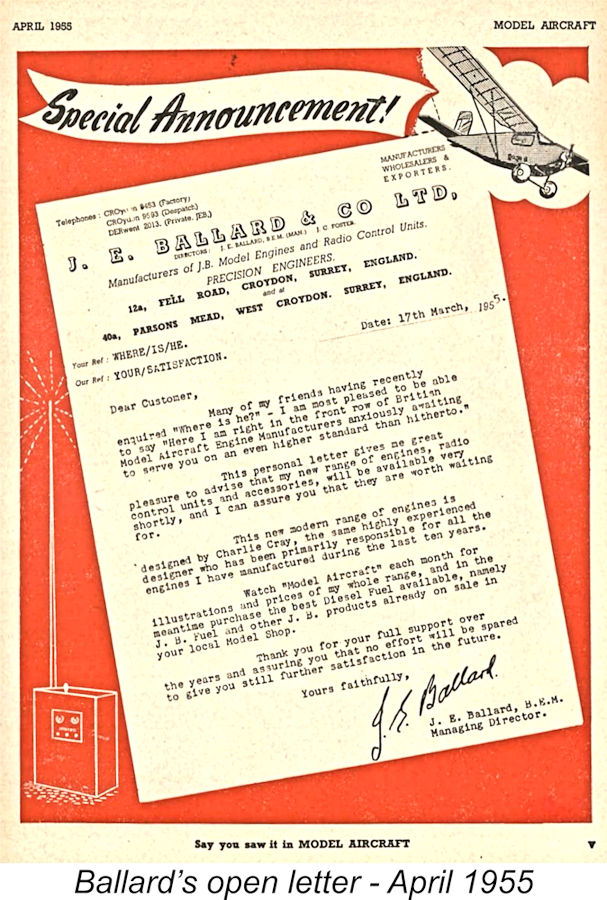 APRIL 1955
MODEL AIRCRAFT
Special Announcement!
MANUFACTURERS
WHOLESALERS &
EXPORTERS.
Telephones : CROydon 9453 (Factory)
CROydon 9593 (Despatch)
DERwent 2013. (Private. JEB.)
J. E. BALLARD & CO LTD,
DIRECTORS : J. E. BALLARD, B.E.M. (MAN.) J. C. FOSTER
Manufacturers of J.B. Model Engines and Radio Control Units.
PRECISION ENGINEERS.
12a, FELL ROAD, CROYDON, SURREY, ENGLAND.
and at
40a, PARSONS MEAD, WEST CROYDON. SURREY, ENGLAND.
Date: 17th March, 1955.
Your Ref : WHERE/IS/HE.
Our Ref : YOUR/SATISFACTION.
Dear Customer,
Many of my friends having recently
enquired "Where is he?" - I am most pleased to be able
to say "Here I am right in the front row of British
Model Aircraft Engine Manufacturers anxiously awaiting
to serve you on an even higher standard than hitherto."
This personal letter gives me great
pleasure to advise that my new range of engines, radio
control units and accessories, will be available very
shortly, and I can assure you that they are worth waiting
for.
This new modern range of engines is
designed by Charlie Cray, the same highly experienced
designer who has been primarily responsible for all the
engines I have manufactured during the last ten years.
Watch "Model Aircraft" each month for
illustrations and prices of my whole range, and in the
meantime purchase the best Diesel Fuel available, namely
J. B. Fuel and other J. B. products already on sale in
your local Model Shop.
Thank you for your full support over
the years and assuring you that no effort will be spared
to give you still further satisfaction in the future.
Yours faithfully,
J. E. Ballard.
J. E. Ballard, B.E.M.
Managing Director.
Say you saw it in MODEL AIRCRAFT
Ballard's open letter - April 1955